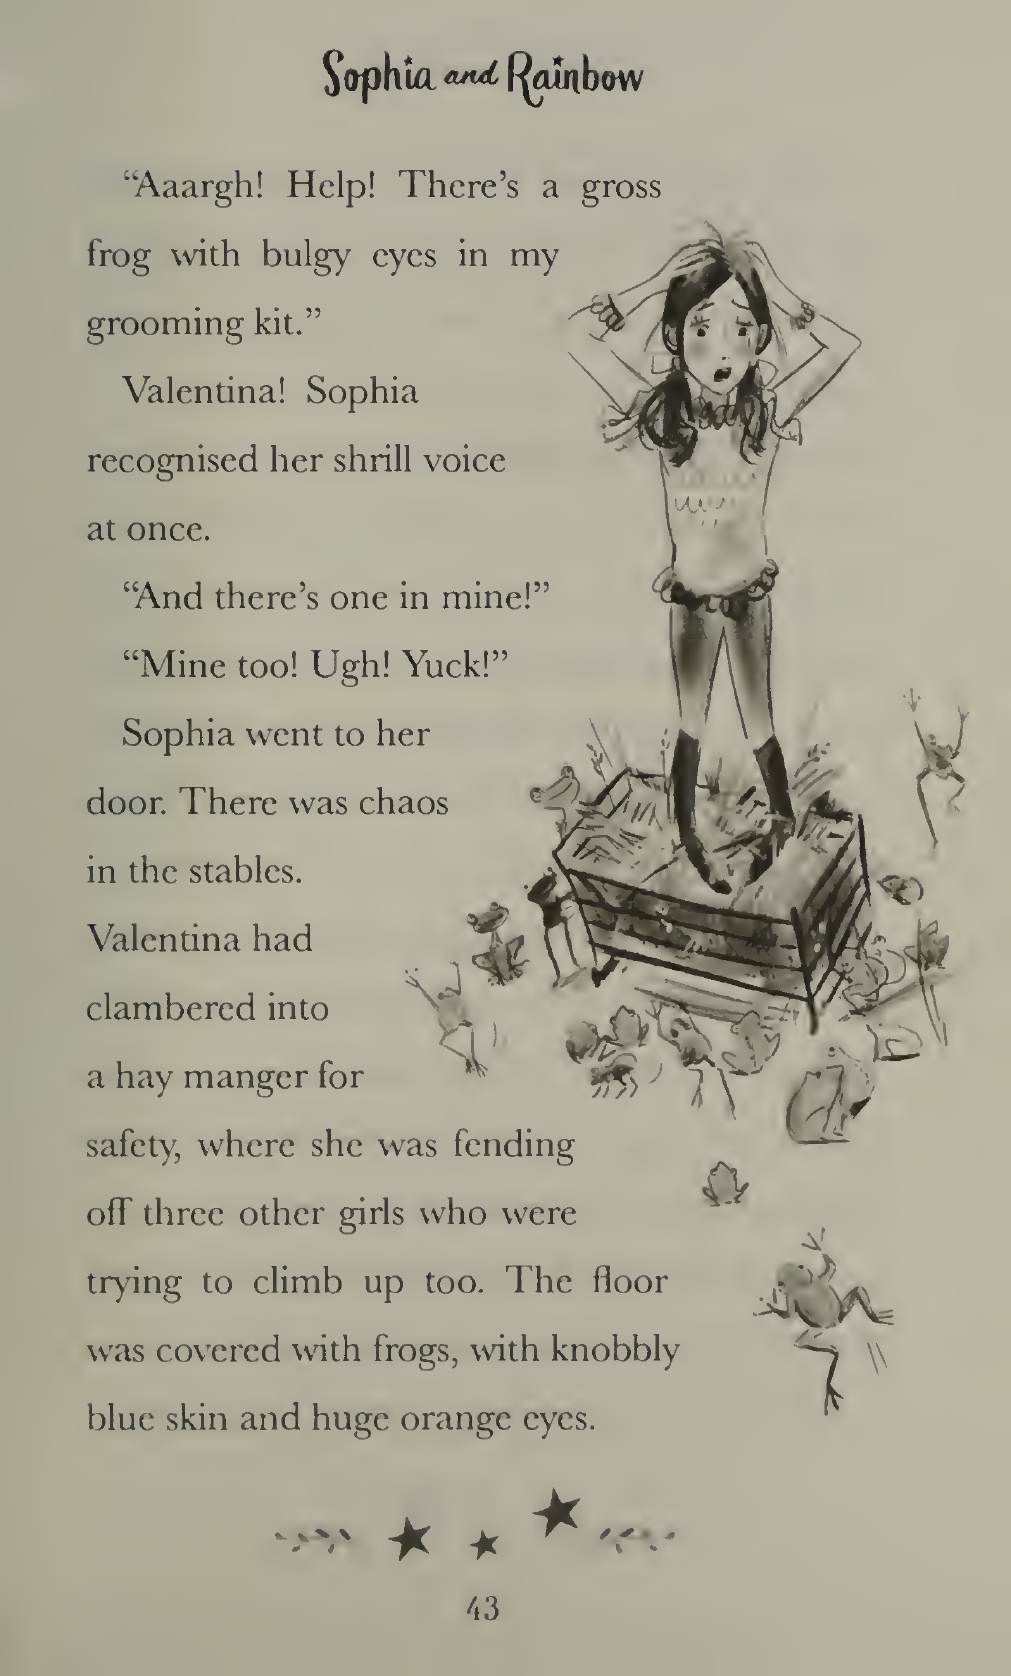 Sophia and Rainbow
“Aaargh! Help! There’s a gross
frog with bulgy eyes in my
grooming kit.”
Valentina! Sophia
recognised her shrill voice
at once.
“And there’s one in mine!”
“Mine too! Ugh! Yuck!”
Sophia went to her
door. There was chaos
in the stables.
Valentina had
clambered into
a hay manger for
safety, where she was fending
off three other girls who were
trying to climb up too. The floor
was covered with frogs, with knobbly
blue skin and huge orange eyes.
43